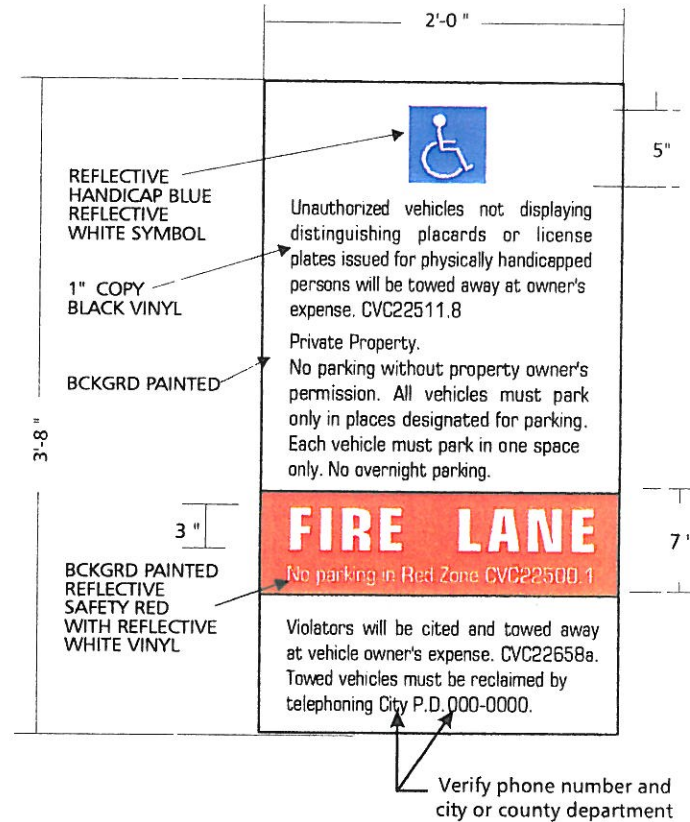 2'-0 "
5"
3'-8 "
REFLECTIVE
HANDICAP BLUE
REFLECTIVE
WHITE SYMBOL
1" COPY
BLACK VINYL
BCKGRD PAINTED
Unauthorized vehicles not displaying
distinguishing placards or license
plates issued for physically handicapped
persons will be towed away at owner's
expense. CVC22511.8
Private Property.
No parking without property owner's
permission. All vehicles must park
only in places designated for parking.
Each vehicle must park in one space
only. No overnight parking.
3 "
7 "
FIRE LANE
No parking in Red Zone CVC22500.1
BCKGRD PAINTED
REFLECTIVE
SAFETY RED
WITH REFLECTIVE
WHITE VINYL
Violators will be cited and towed away
at vehicle owner's expense. CVC22658a.
Towed vehicles must be reclaimed by
telephoning City P.D.000-0000.
Verify phone number and
city or county department